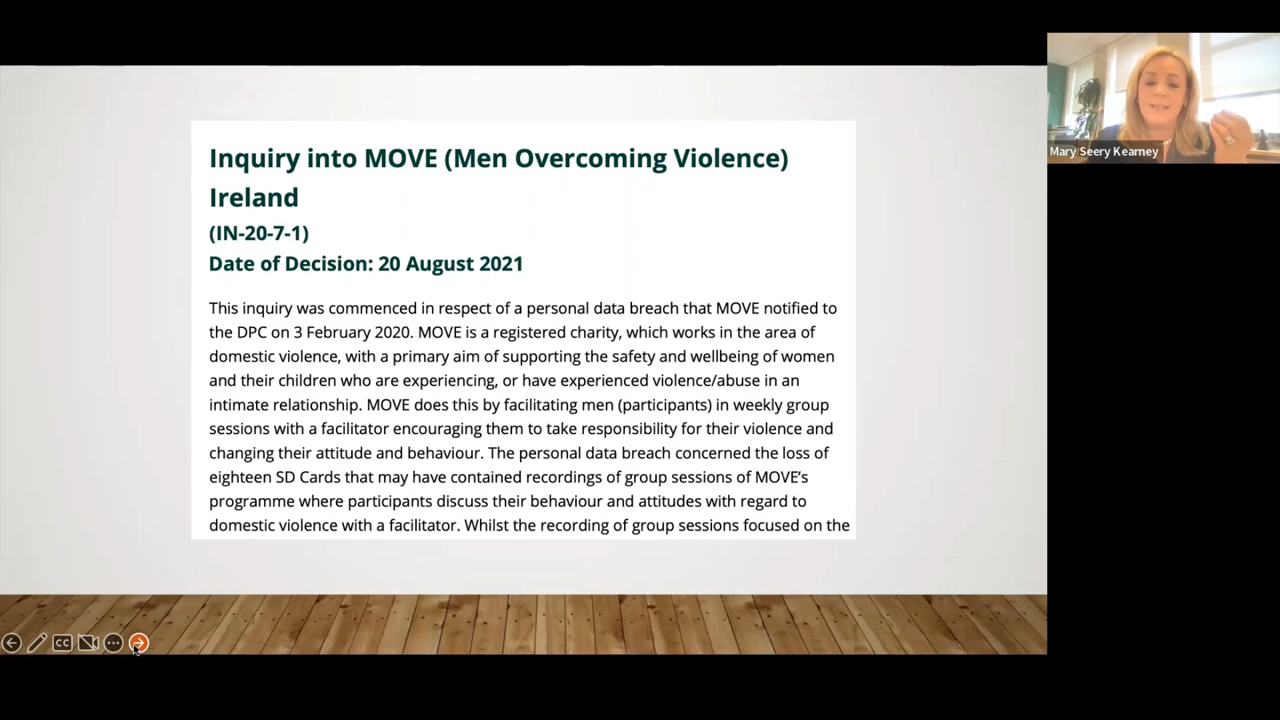 Inquiry into MOVE (Men Overcoming Violence)
Ireland
(IN-20-7-1)
Date of Decision: 20 August 2021
This inquiry was commenced in respect of a personal data breach that MOVE notified to
the DPC on 3 February 2020. MOVE is a registered charity, which works in the area of
domestic violence, with a primary aim of supporting the safety and wellbeing of women
and their children who are experiencing, or have experienced violence/abuse in an
intimate relationship. MOVE does this by facilitating men (participants) in weekly group
sessions with a facilitator encouraging them to take responsibility for their violence and
changing their attitude and behaviour. The personal data breach concerned the loss of
eighteen SD Cards that may have contained recordings of group sessions of MOVE’s
programme where participants discuss their behaviour and attitudes with regard to
domestic violence with a facilitator. Whilst the recording of group sessions focused on the
Mary Seery Kearney
CC